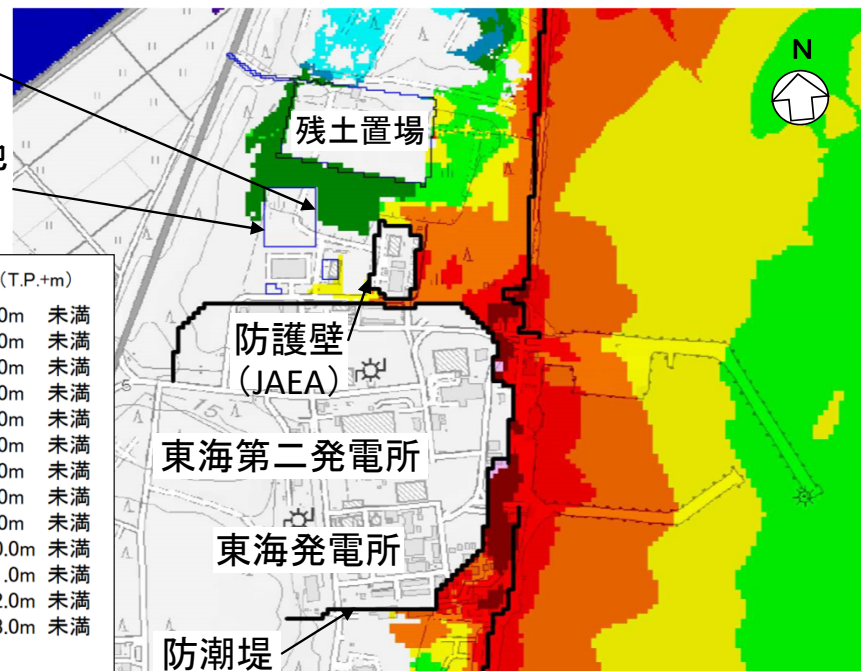 N
残土置場
(T.P.+m)
0m 未満
0m 未満
0m 未満
0m 未満
0m 未満
0m 未満
0m 未満
0m 未満
0m 未満
0.0m 未満
.0m 未満
2.0m 未満
3.0m 未満
防護壁
(JAEA)
東海第二発電所
東海発電所
防潮堤
5
15